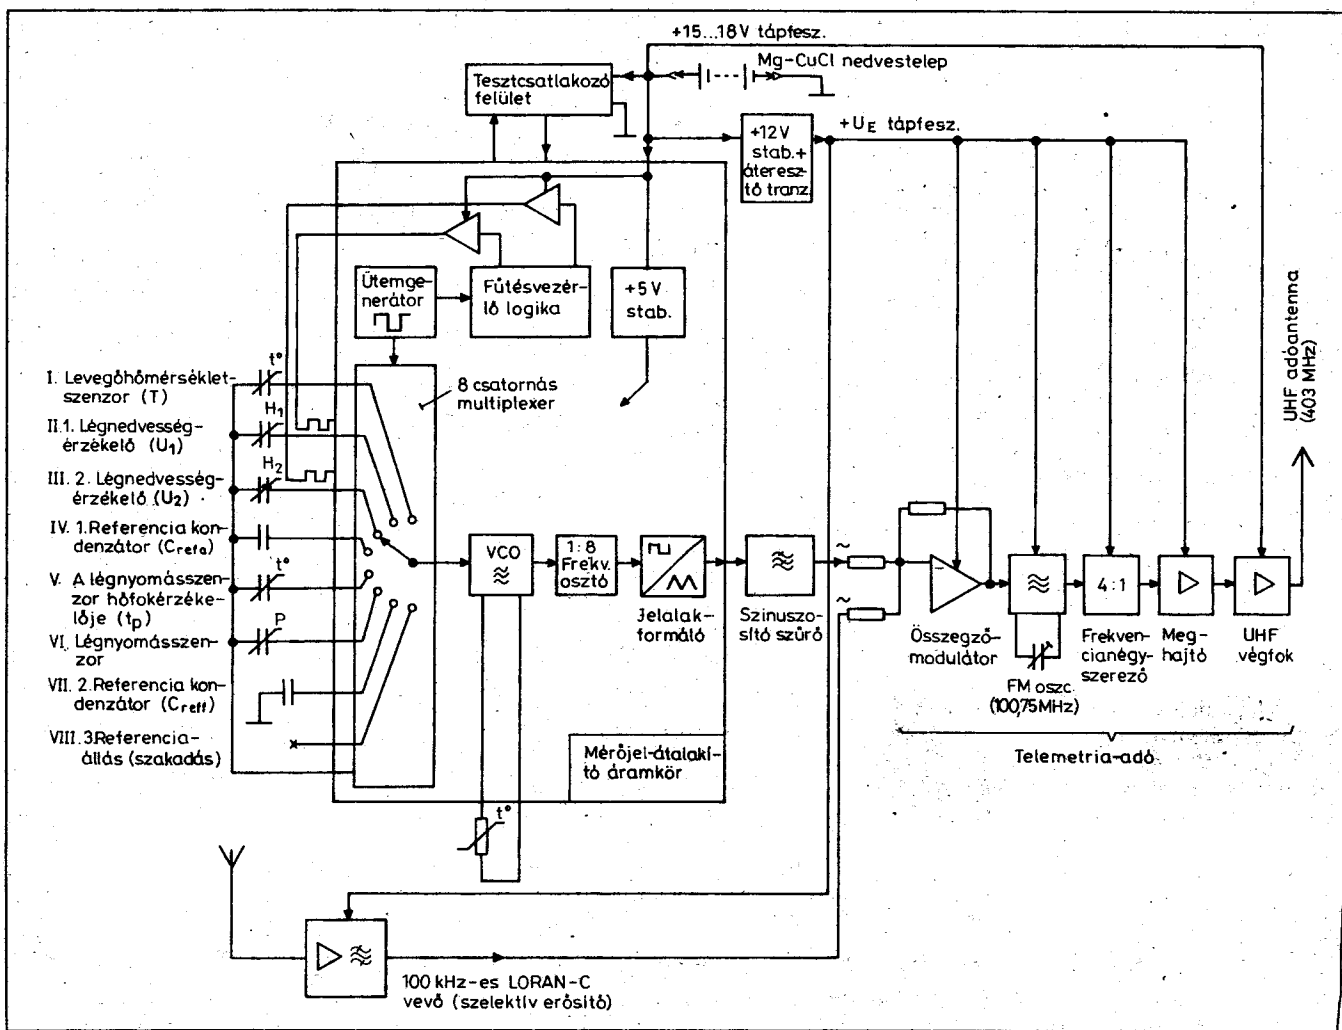 +15...18V tápfesz.
Mg-CuCl nedvestelep
Tesztcsatlakozó
felület
+12V
stab.+
áteresz-
tő tranz.
+UE tápfesz.
Ütemge-
nerátor
Fűtésvezér-
lő logika
+5V
stab.
8 csatornás
multiplexer
I. Levegőhőmérséklet-
szenzor (T)
t°
II.1. Légnedvesség-
érzékelő (U1)
H1
III. 2. Légnedvesség-
érzékelő (U2)
H2
IV. 1.Referencia kon-
denzátor (Crefa)
V. A légnyomásszen-
zor hőfokérzéke-
lője (tp)
t°
VI. Légnyomásszen-
zor
P
VII. 2.Referencia kon-
denzátor (Creff)
VIII. 3.Referencia-
állás (szakadás)
VCO
1:8
Frekv.
osztó
Jelalak-
formáló
Szinuszo-
sító szűrő
~
~
-
Összegző-
modulátor
FM oszc.
(100,75MHz)
4:1
Frekven-
cianégy-
szerező
Meg-
hajtó
UHF
végfok
UHF adóantenna
(403 MHz)
Telemetria-adó
Mérőjel-átalakí-
tó áramkör
t°
100 kHz-es LORAN-C
vevő (szelektív erősítő)